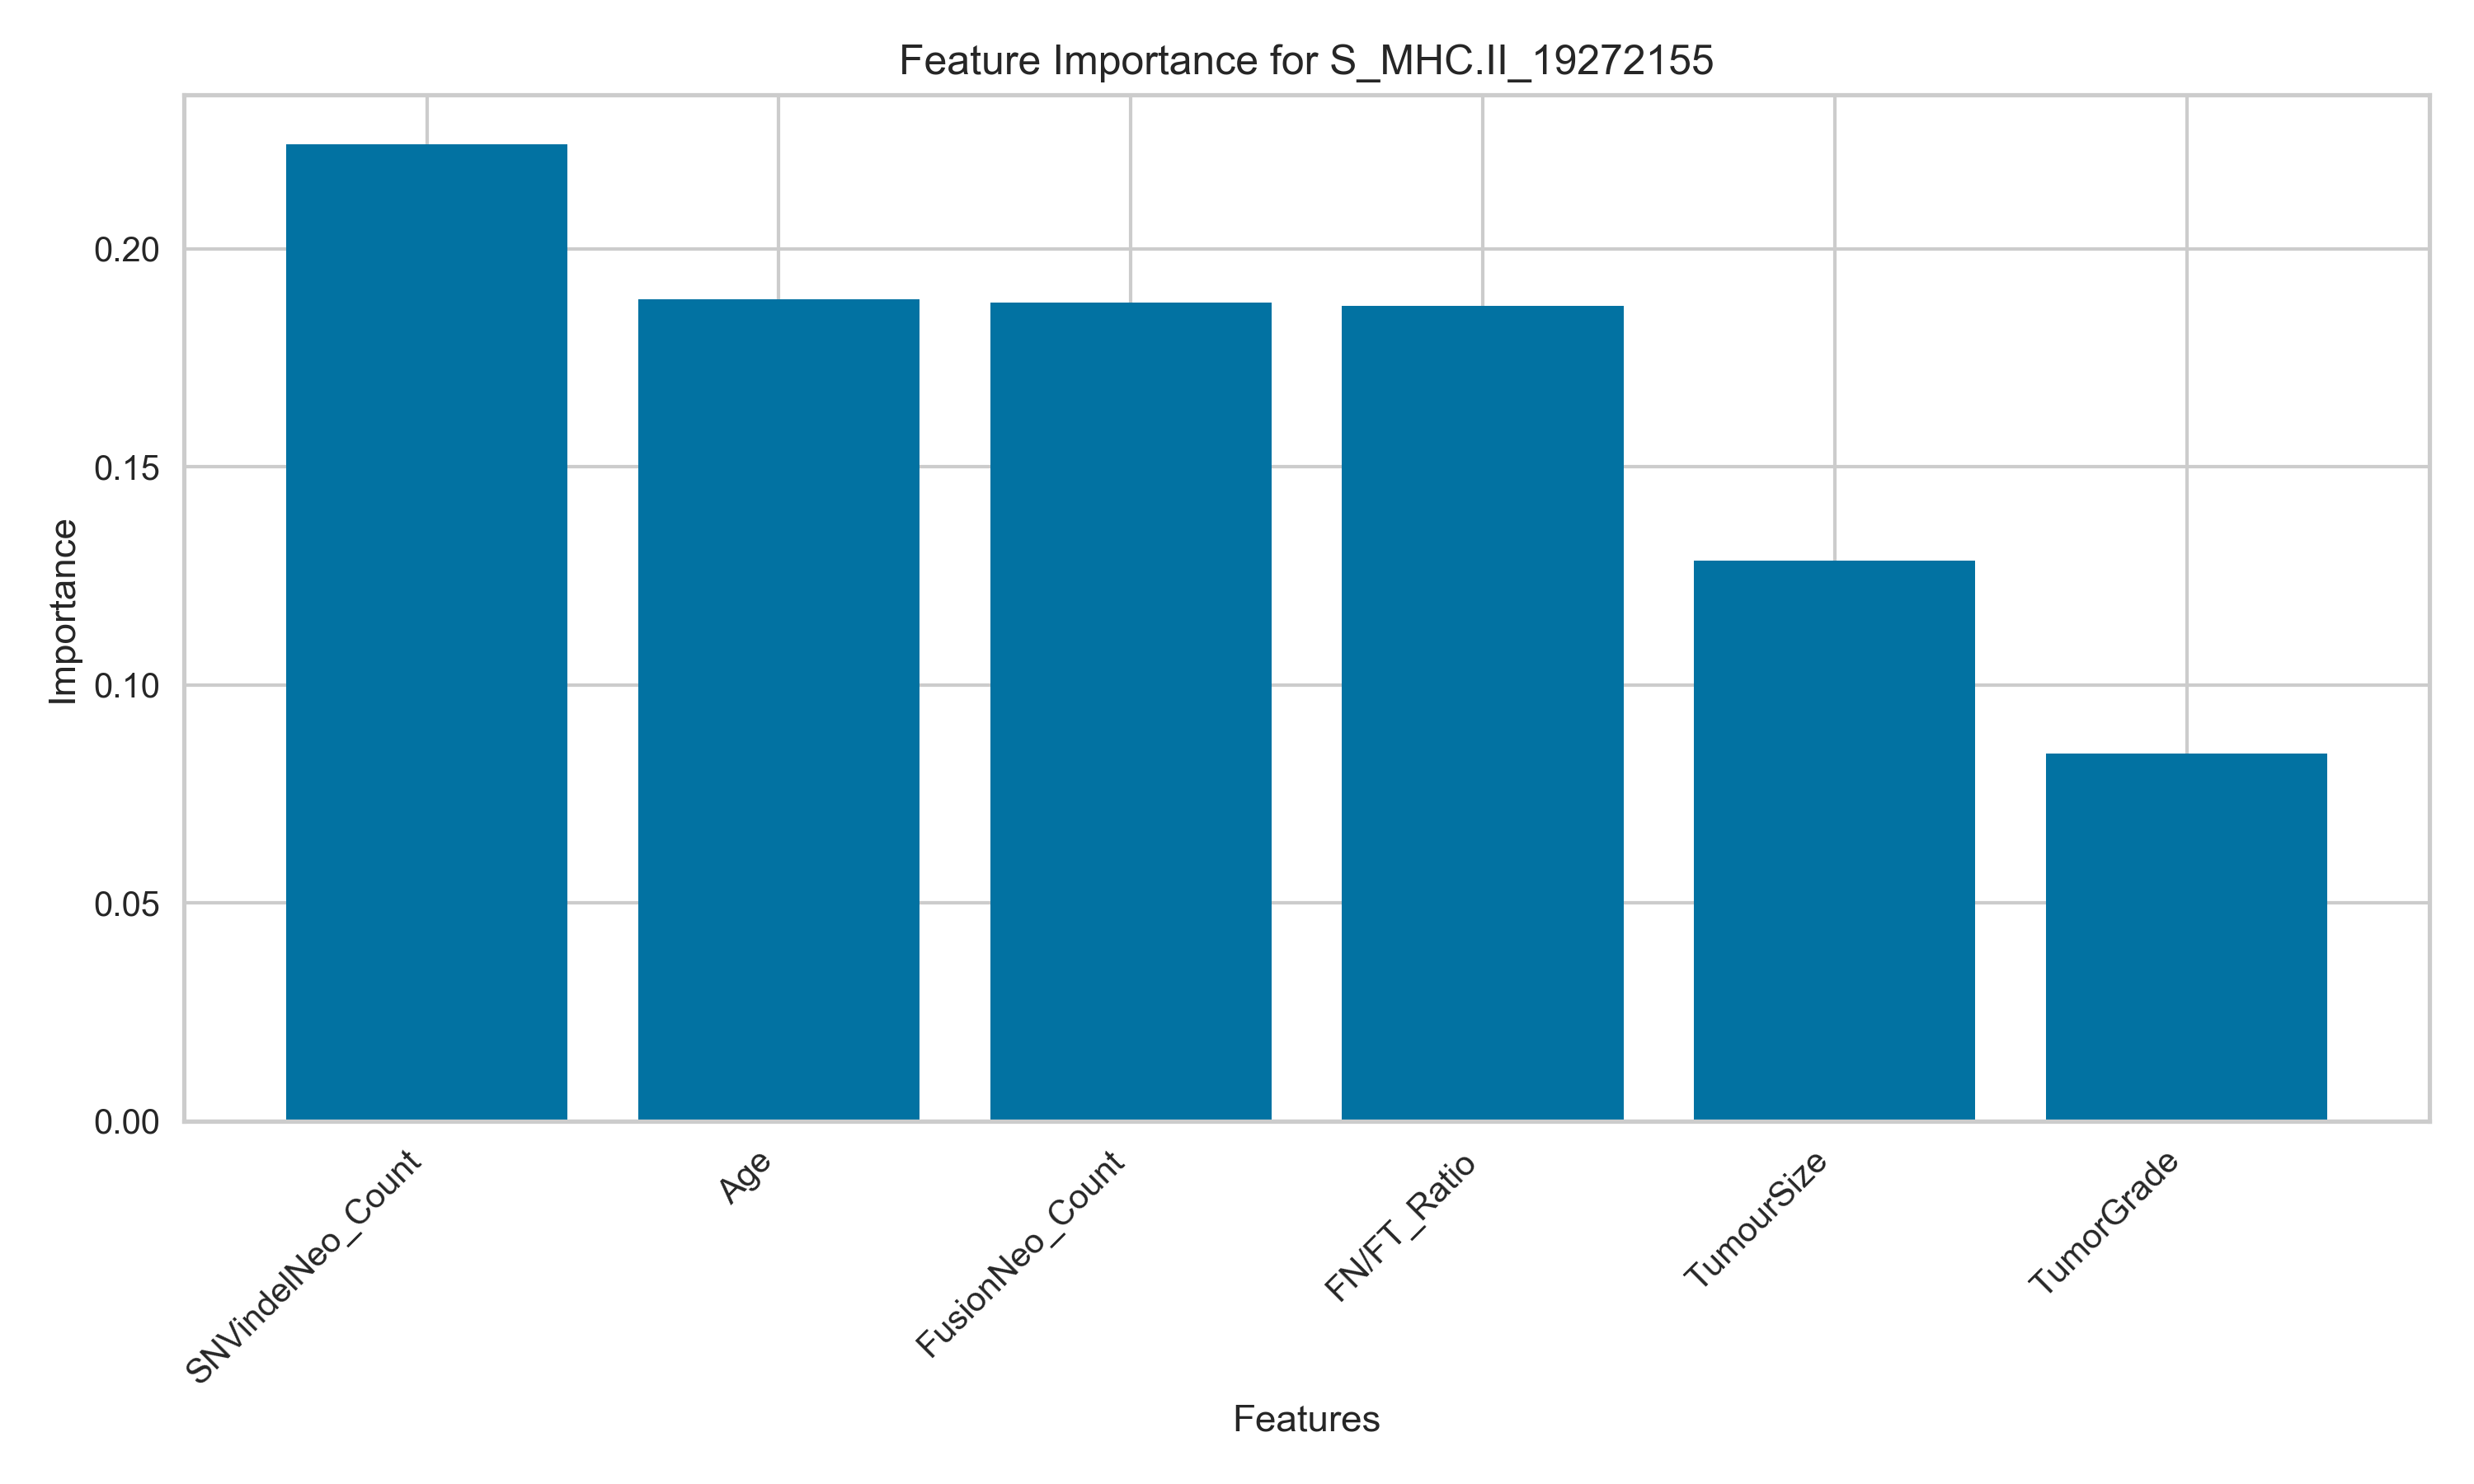 Feature Importance for S_MHC.II_19272155
Importance
0.20
0.15
0.10
0.05
0.00
SNVindelNeo_Count
Age
FusionNeo_Count
FN/FT_Ratio
TumourSize
TumorGrade
Features